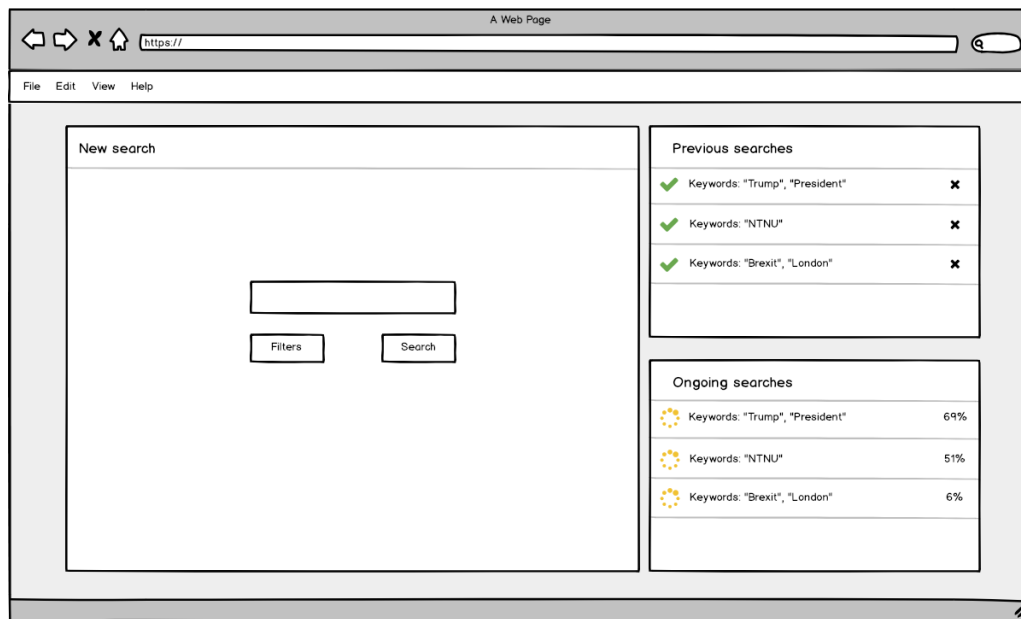 A Web Page
https://
File Edit View Help
New search
Filters Search
Previous searches
Keywords: "Trump", "President"
Keywords: "NTNU"
Keywords: "Brexit", "London"
Ongoing searches
Keywords: "Trump", "President" 69%
Keywords: "NTNU" 51%
Keywords: "Brexit", "London" 6%